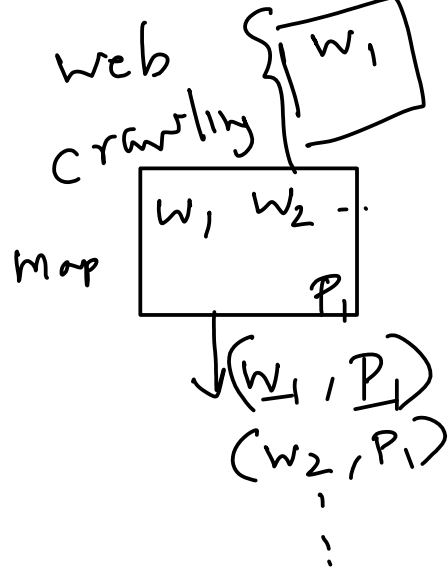 web
W1
crawling
W1 W2 - ..
map
P1
(W1, P1)
(W2, P1)